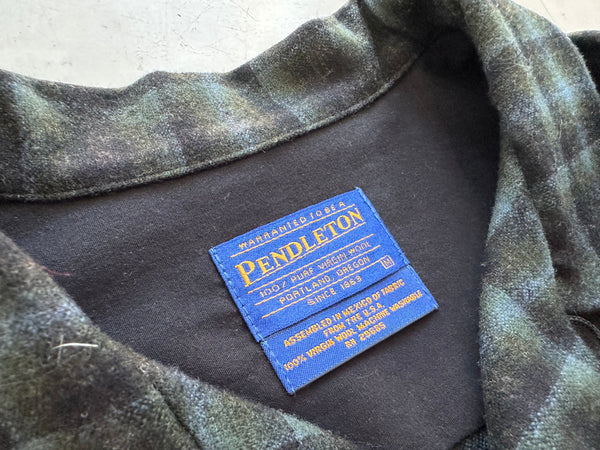 WARRANTED TO BE A
PENDLETON
100% PURE VIRGIN WOOL
PORTLAND, OREGON
M
SINCE 1863
ASSEMBLED IN MEXICO OF FABRIC
FROM THE U.S.A.
100% VIRGIN WOOL MACHINE WASHABLE
RN 29685